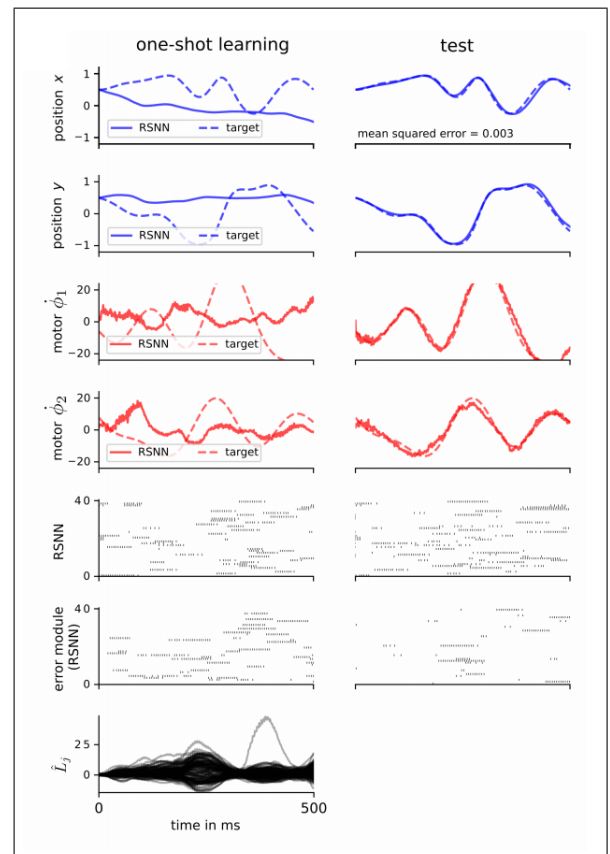 one-shot learning
test
position x
1
0
−1
RSNN
target
mean squared error = 0.003
position y
1
0
−1
RSNN
target
motor ϕ̇₁
20
0
−20
RSNN
target
motor ϕ̇₂
20
0
−20
RSNN
target
RSNN
40
0
error module
(RSNN)
40
0
L̂ⱼ
25
0
0
500
time in ms